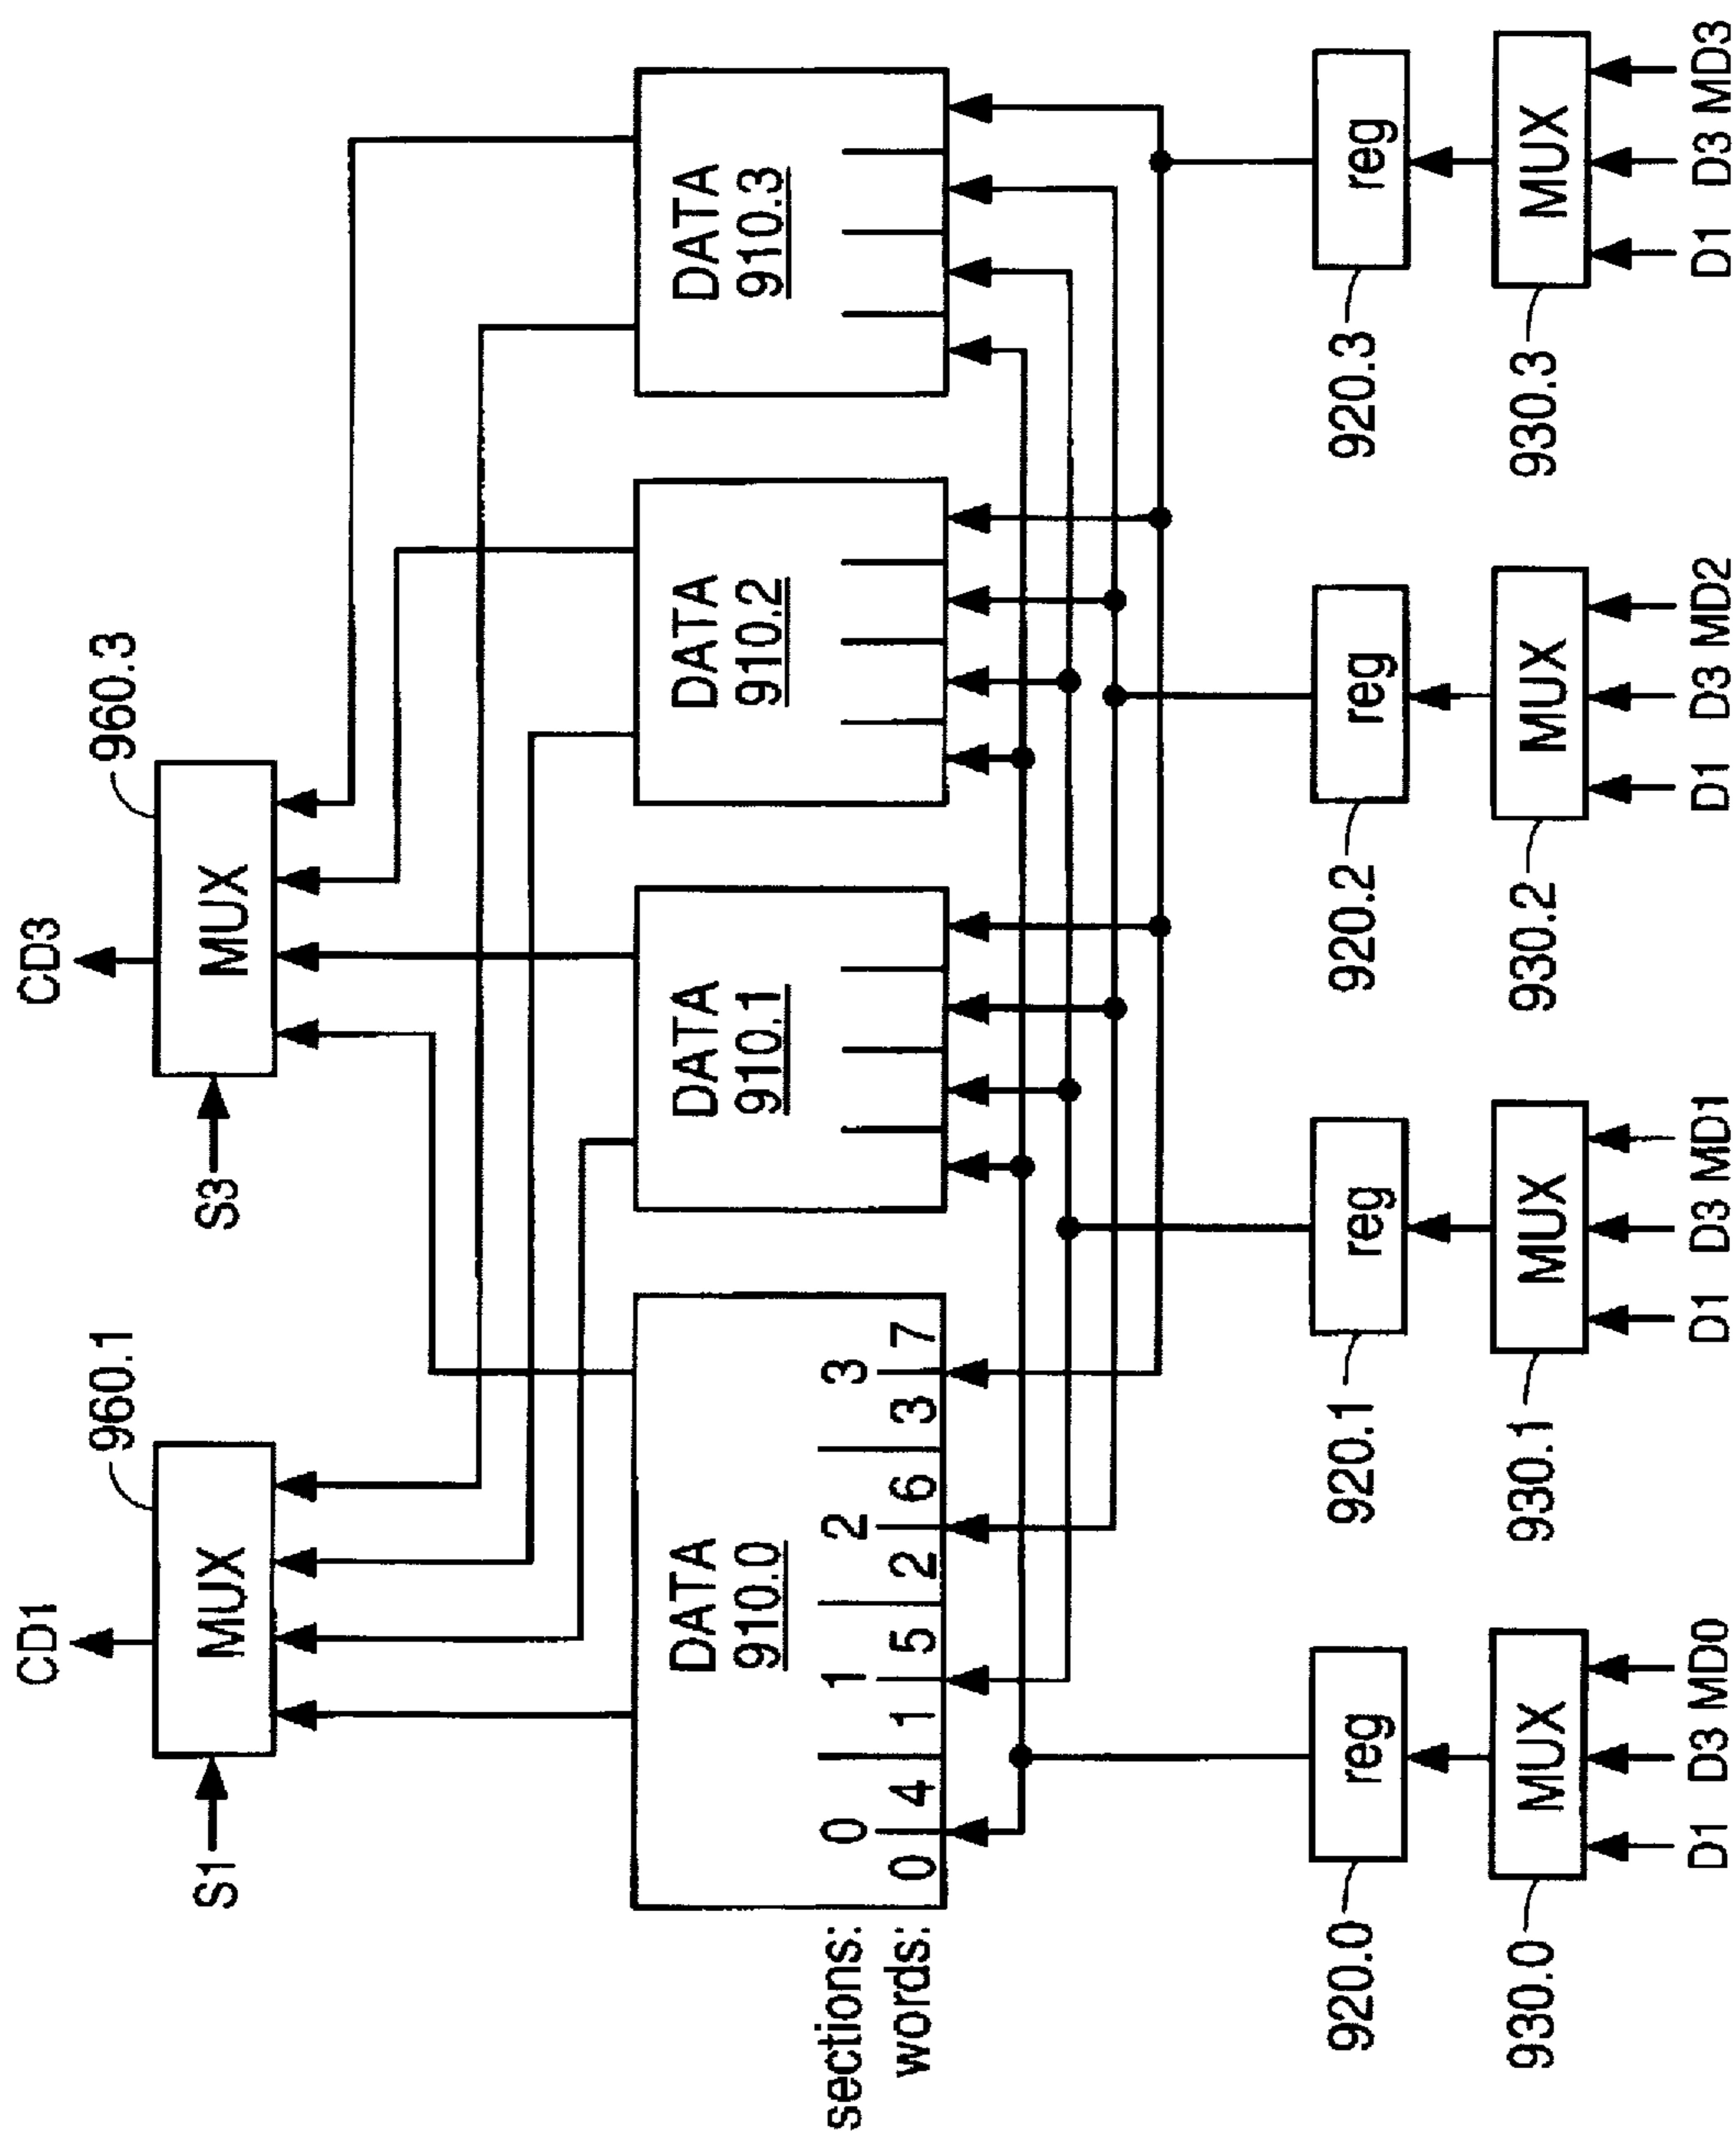 CD1
CD3
960.1
960.3
MUX
MUX
S1
S3
DATA
910.0
DATA
910.1
DATA
910.2
DATA
910.3
sections: 0 1 2 3
words: 0 4 1 5 2 6 3 7
reg
reg
reg
reg
920.0
920.1
920.2
920.3
MUX
MUX
MUX
MUX
930.0
930.1
930.2
930.3
D1 D3 MD0
D1 D3 MD1
D1 D3 MD2
D1 D3 MD3